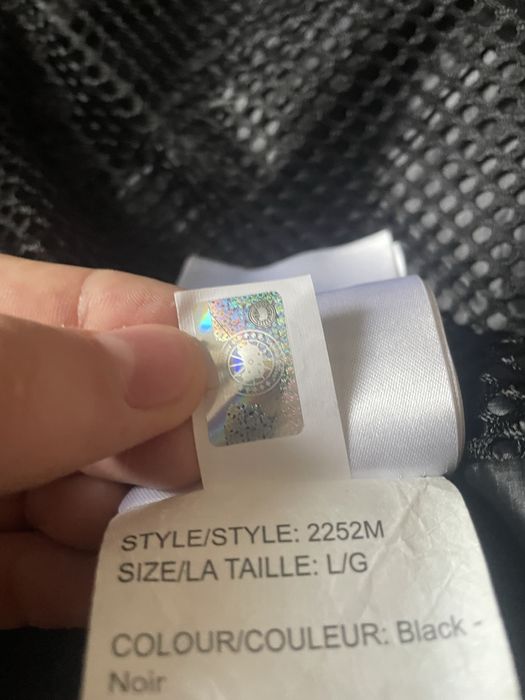 STYLE/STYLE: 2252M
SIZE/LA TAILLE: L/G
COLOUR/COULEUR: Black -
Noir